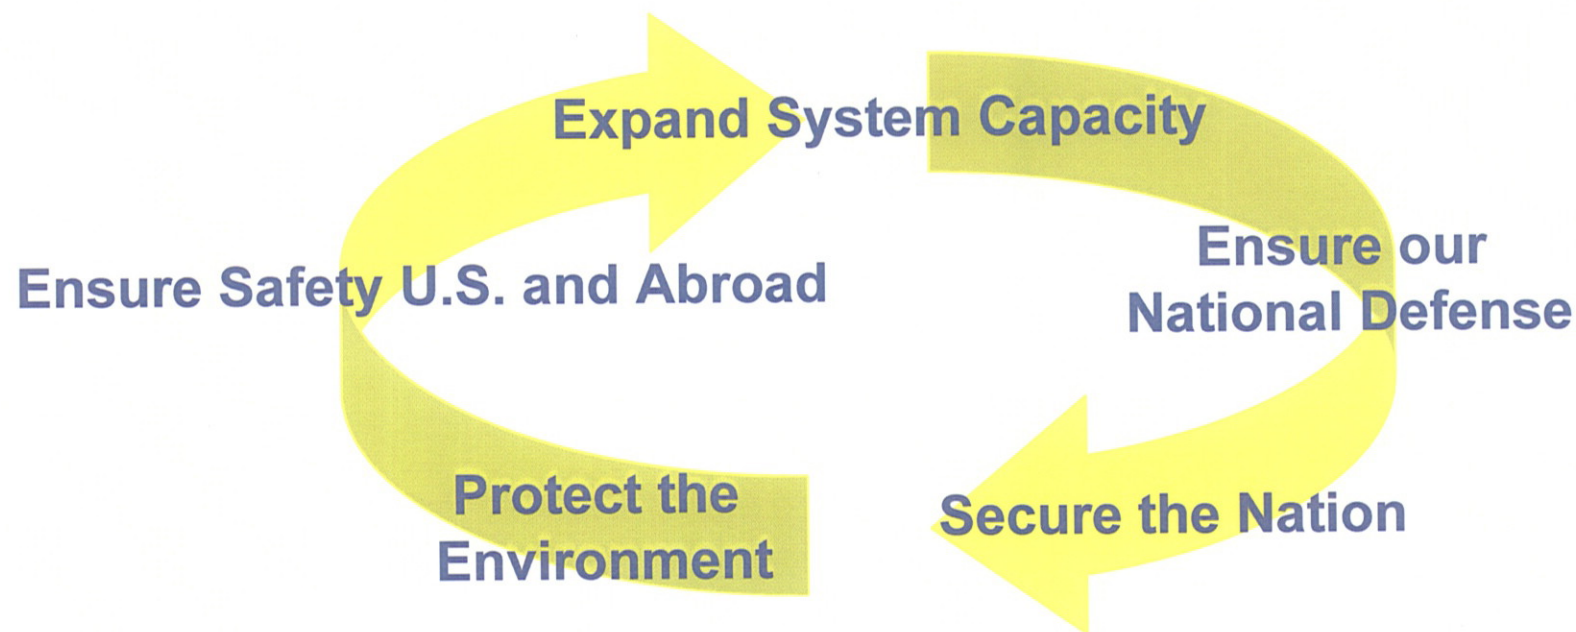 Expand System Capacity
Ensure our
National Defense
Ensure Safety U.S. and Abroad
Protect the
Environment
Secure the Nation